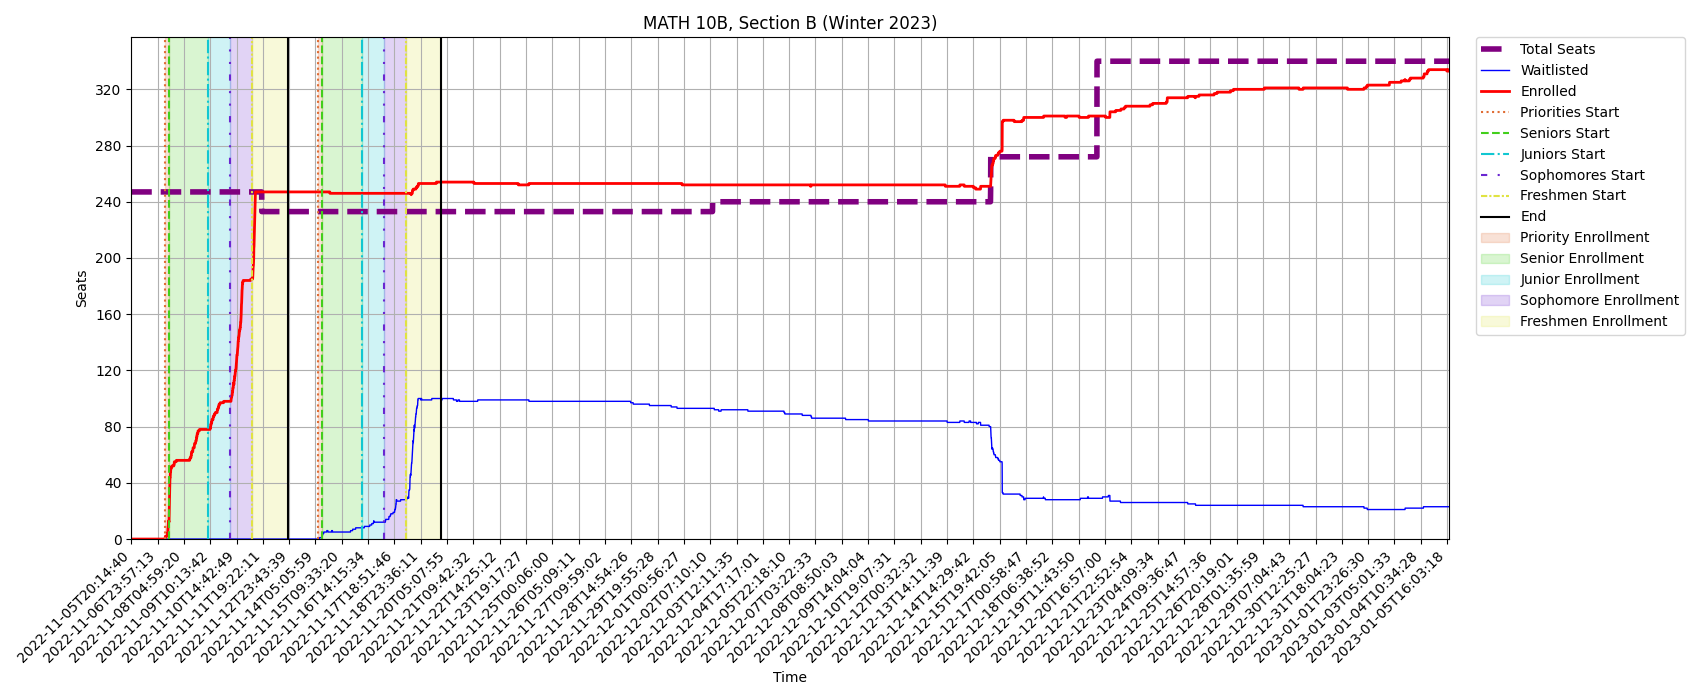 MATH 10B, Section B (Winter 2023)
Seats
320
280
240
200
160
120
80
40
0
2022-11-05T20:14:40
2022-11-06T23:57:13
2022-11-08T04:59:20
2022-11-09T10:13:42
2022-11-10T14:42:49
2022-11-11T19:22:11
2022-11-12T23:43:39
2022-11-14T05:05:59
2022-11-15T09:33:20
2022-11-16T14:15:34
2022-11-17T18:51:46
2022-11-18T23:36:11
2022-11-20T05:07:55
2022-11-21T09:42:32
2022-11-22T14:25:12
2022-11-23T19:17:27
2022-11-25T00:06:00
2022-11-26T05:09:11
2022-11-27T09:59:02
2022-11-28T14:54:26
2022-11-29T19:55:28
2022-12-01T00:56:27
2022-12-02T07:10:10
2022-12-03T12:11:35
2022-12-04T17:17:01
2022-12-05T22:18:10
2022-12-07T03:22:33
2022-12-08T08:50:03
2022-12-09T14:04:04
2022-12-10T19:07:31
2022-12-12T00:32:32
2022-12-13T14:11:39
2022-12-14T14:29:42
2022-12-15T19:42:05
2022-12-17T00:58:47
2022-12-18T06:38:52
2022-12-19T11:43:50
2022-12-20T16:57:00
2022-12-21T22:52:54
2022-12-23T04:09:34
2022-12-24T09:36:47
2022-12-25T14:57:36
2022-12-26T20:19:01
2022-12-28T01:35:59
2022-12-29T07:04:43
2022-12-30T12:25:27
2022-12-31T18:04:23
2023-01-01T23:26:30
2023-01-03T05:01:33
2023-01-04T10:34:28
2023-01-05T16:03:18
Time
Total Seats
Waitlisted
Enrolled
Priorities Start
Seniors Start
Juniors Start
Sophomores Start
Freshmen Start
End
Priority Enrollment
Senior Enrollment
Junior Enrollment
Sophomore Enrollment
Freshmen Enrollment